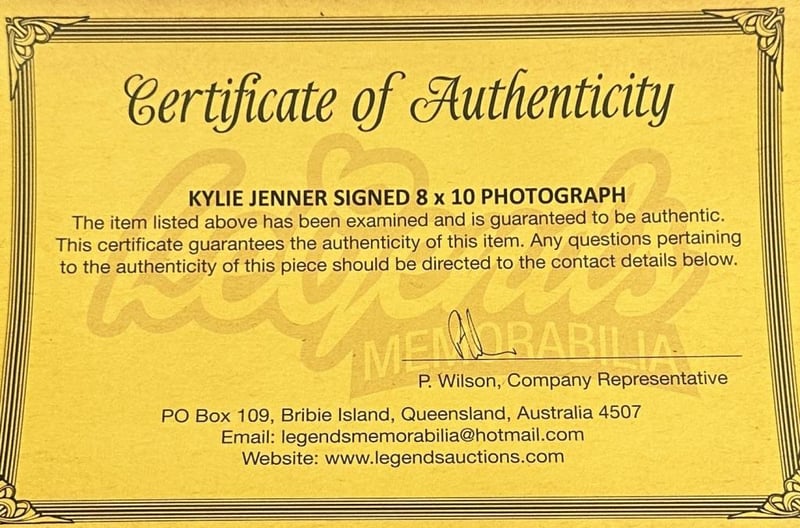 Certificate of Authenticity
KYLIE JENNER SIGNED 8 x 10 PHOTOGRAPH
The item listed above has been examined and is guaranteed to be authentic.
This certificate guarantees the authenticity of this item. Any questions pertaining
to the authenticity of this piece should be directed to the contact details below.
Legends
MEMORABILIA
P. Wilson, Company Representative
PO Box 109, Bribie Island, Queensland, Australia 4507
Email: legendsmemorabilia@hotmail.com
Website: www.legendsauctions.com